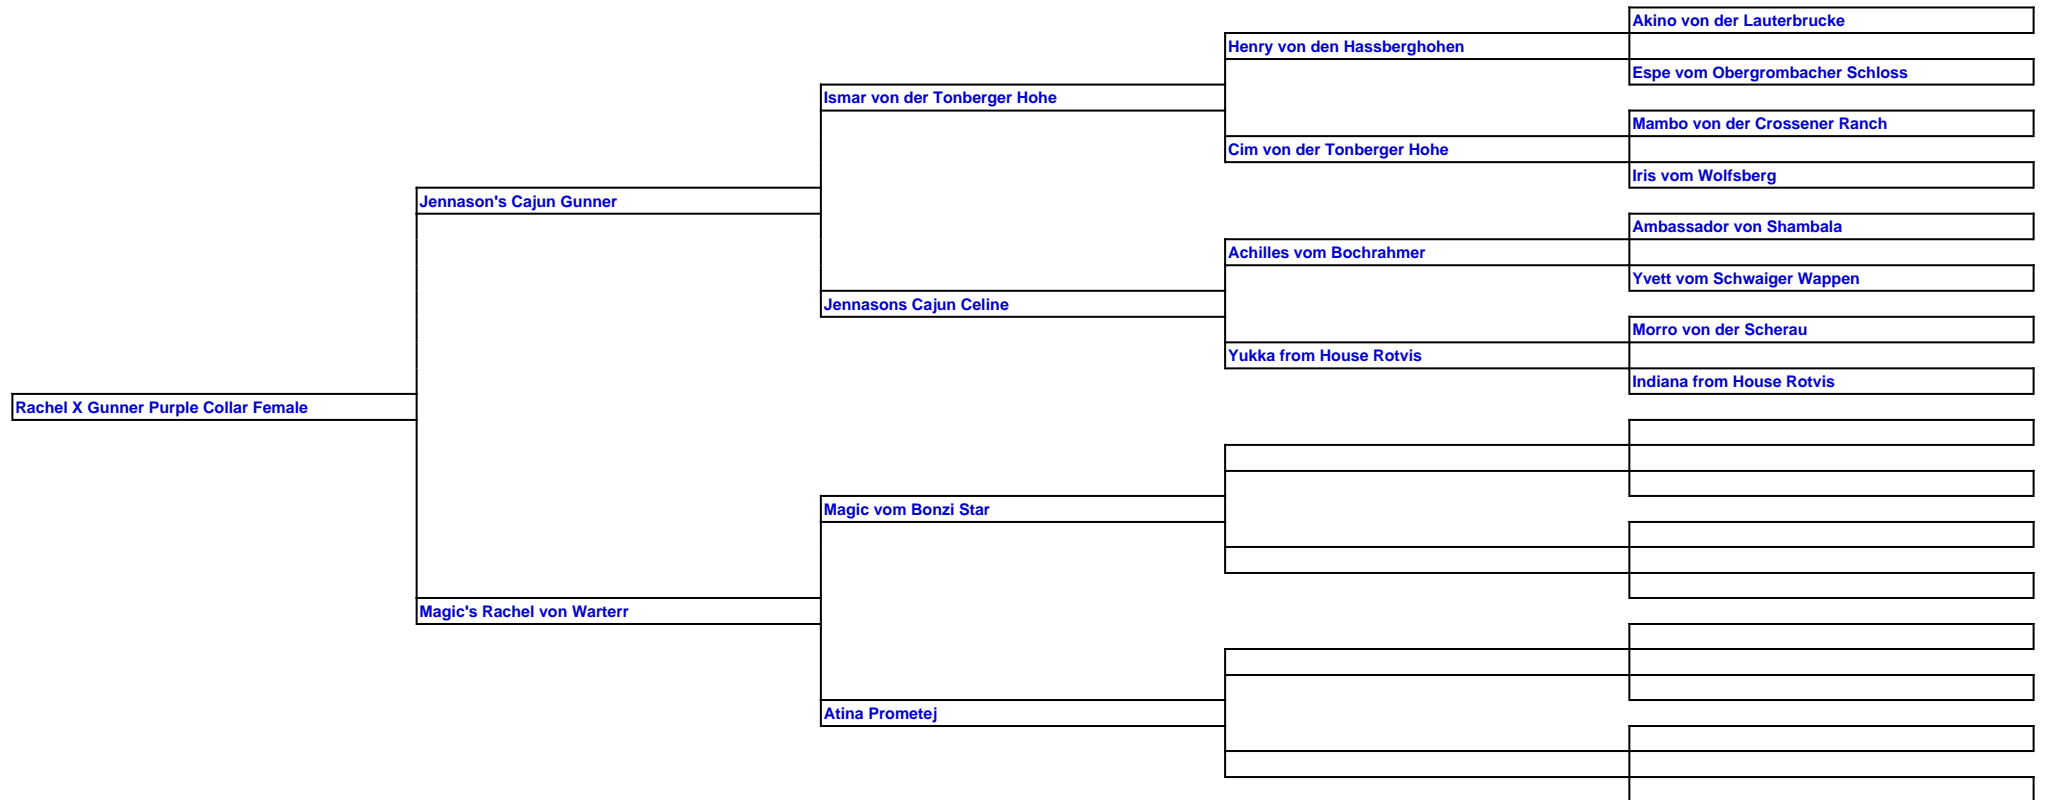 Akino von der Lauterbrucke
Henry von den Hassberghohen
Espe vom Obergrombacher Schloss
Ismar von der Tonberger Hohe
Mambo von der Crossener Ranch
Cim von der Tonberger Hohe
Iris vom Wolfsberg
Jennason's Cajun Gunner
Ambassador von Shambala
Achilles vom Bochrahmer
Yvett vom Schwaiger Wappen
Jennasons Cajun Celine
Morro von der Scherau
Yukka from House Rotvis
Indiana from House Rotvis
Rachel X Gunner Purple Collar Female
Magic vom Bonzi Star
Magic's Rachel von Warterr
Atina Prometej